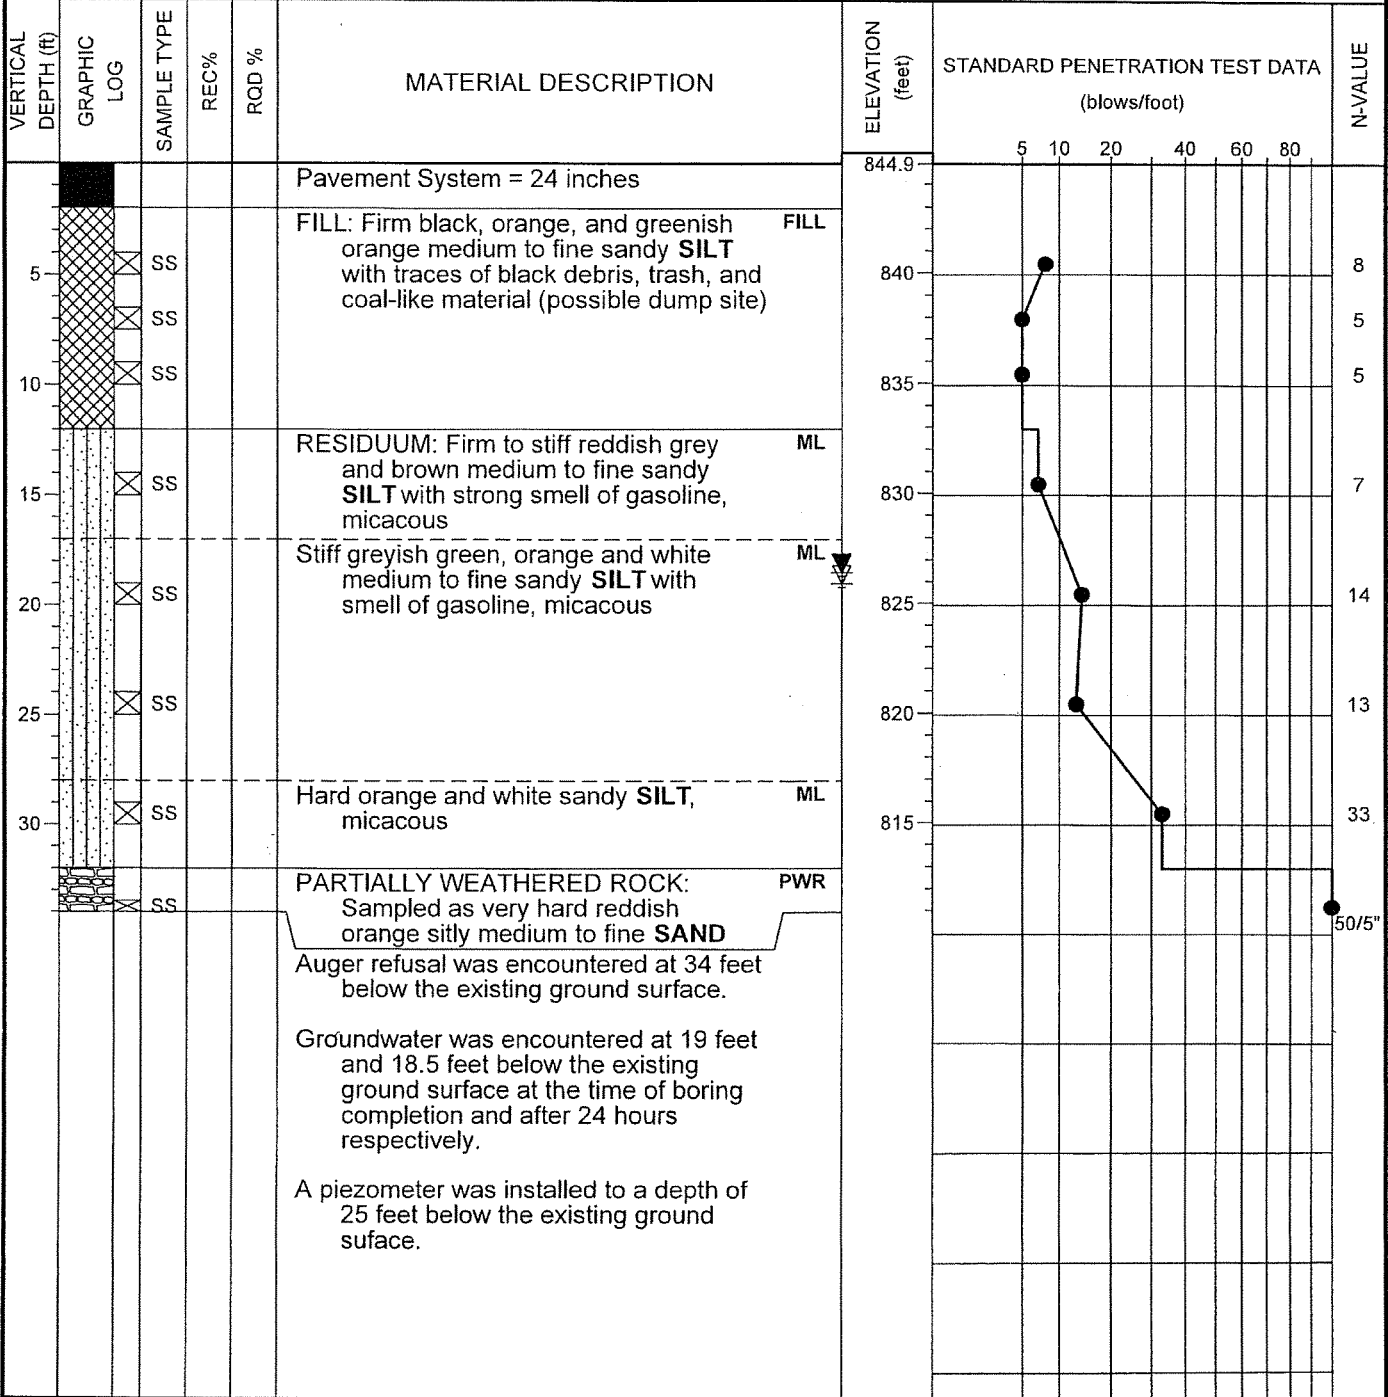 VERTICAL
DEPTH (ft)
GRAPHIC
LOG
SAMPLE TYPE
REC%
RQD %
MATERIAL DESCRIPTION
ELEVATION
(feet)
STANDARD PENETRATION TEST DATA
(blows/foot)
N-VALUE
844.9
5 10 20 40 60 80
Pavement System = 24 inches
FILL: Firm black, orange, and greenish FILL
orange medium to fine sandy SILT
with traces of black debris, trash, and
coal-like material (possible dump site)
SS
8
5
840
SS
5
SS
5
10
835
RESIDUUM: Firm to stiff reddish grey ML
and brown medium to fine sandy
SILT with strong smell of gasoline,
micacous
SS
7
15
830
Stiff greyish green, orange and white ML
medium to fine sandy SILT with
smell of gasoline, micacous
SS
14
20
825
SS
13
25
820
Hard orange and white sandy SILT, ML
micacous
SS
33
30
815
PARTIALLY WEATHERED ROCK: PWR
Sampled as very hard reddish
orange sitly medium to fine SAND
SS
50/5"
Auger refusal was encountered at 34 feet
below the existing ground surface.
Groundwater was encountered at 19 feet
and 18.5 feet below the existing
ground surface at the time of boring
completion and after 24 hours
respectively.
A piezometer was installed to a depth of
25 feet below the existing ground
suface.